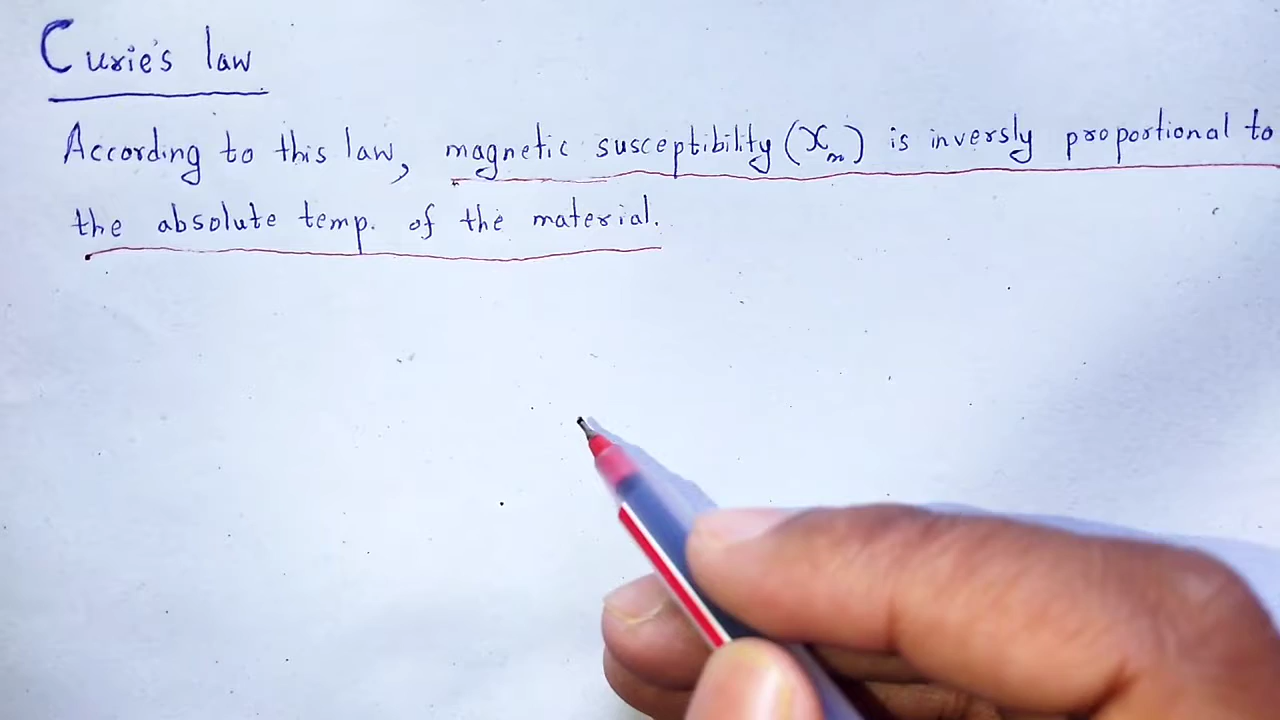 Curie's law
According to this law, magnetic susceptibility (χm) is inversly proportional to
the absolute temp. of the material.